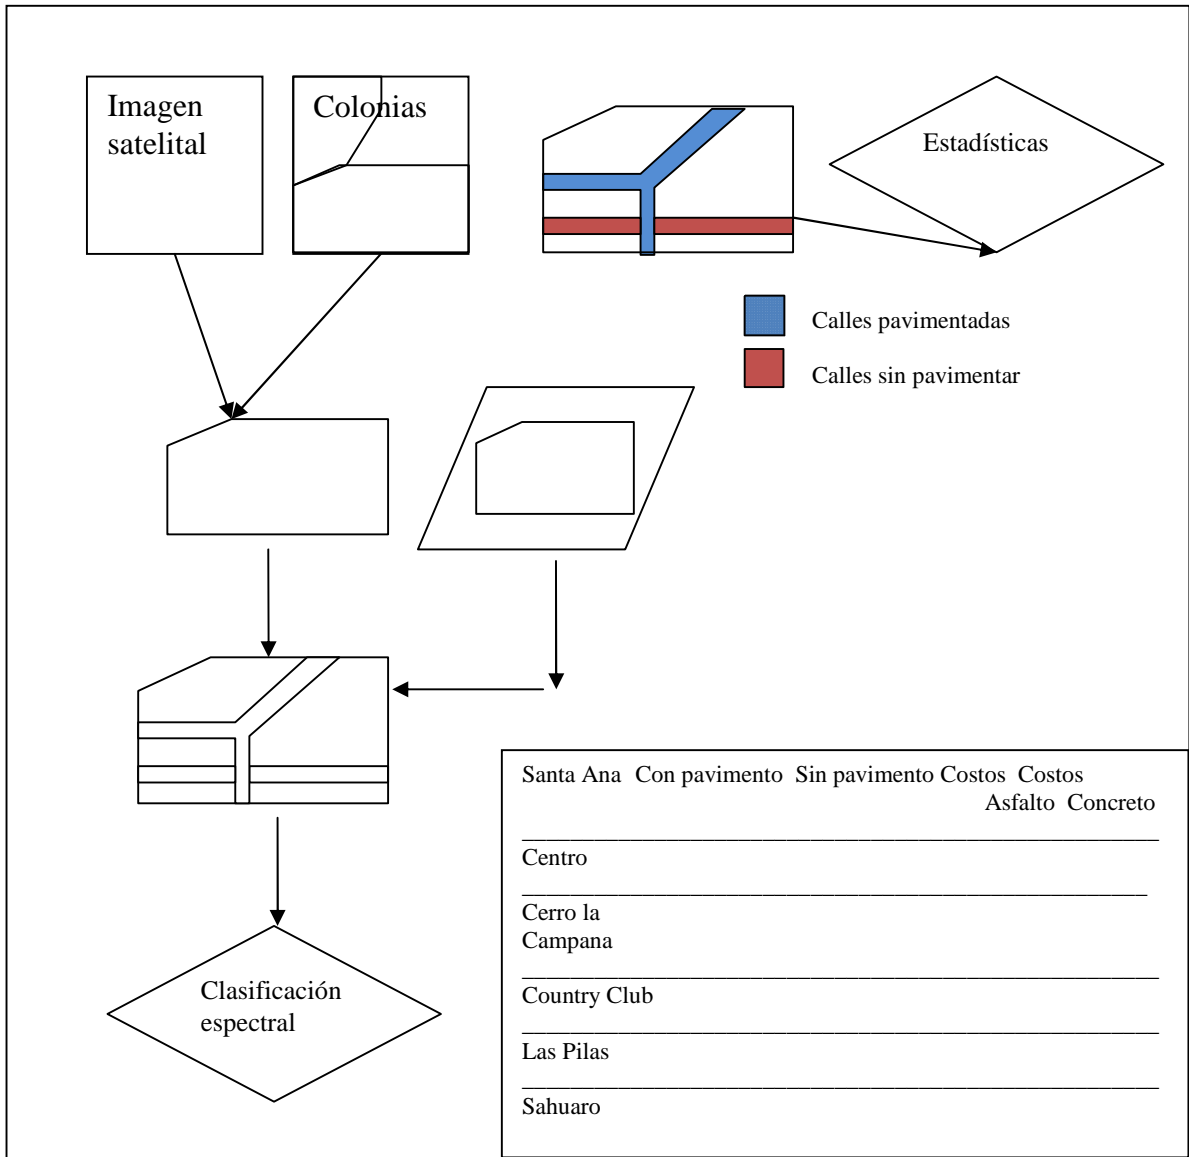 Imagen
satelital
Colonias
Estadísticas
Calles pavimentadas
Calles sin pavimentar
Clasificación
espectral
Santa Ana Con pavimento Sin pavimento Costos Costos
Asfalto Concreto
Centro
Cerro la
Campana
Country Club
Las Pilas
Sahuaro